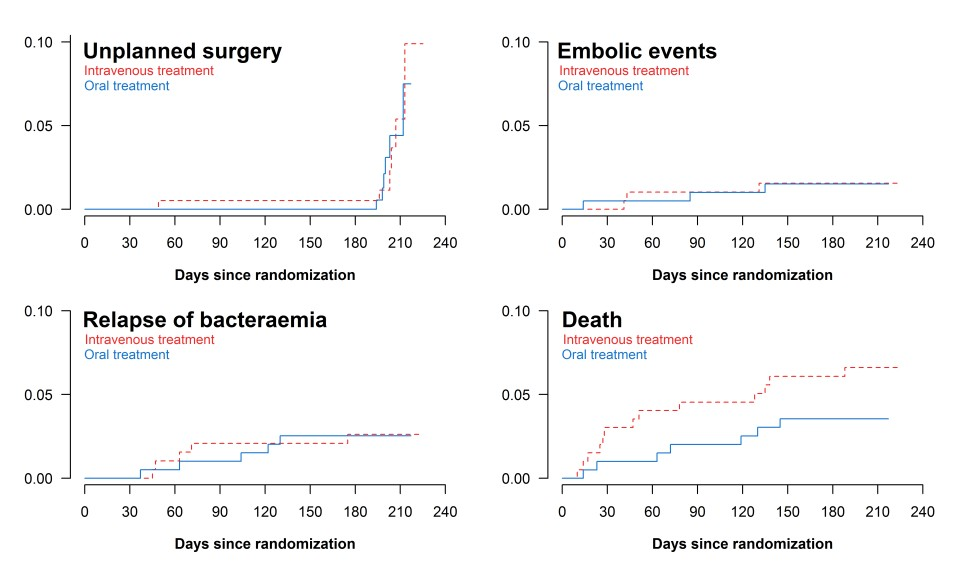 Unplanned surgery
Intravenous treatment
Oral treatment
0.10
0.05
0.00
0 30 60 90 120 150 180 210 240
Days since randomization
Embolic events
Intravenous treatment
Oral treatment
0.10
0.05
0.00
0 30 60 90 120 150 180 210 240
Days since randomization
Relapse of bacteraemia
Intravenous treatment
Oral treatment
0.10
0.05
0.00
0 30 60 90 120 150 180 210 240
Days since randomization
Death
Intravenous treatment
Oral treatment
0.10
0.05
0.00
0 30 60 90 120 150 180 210 240
Days since randomization